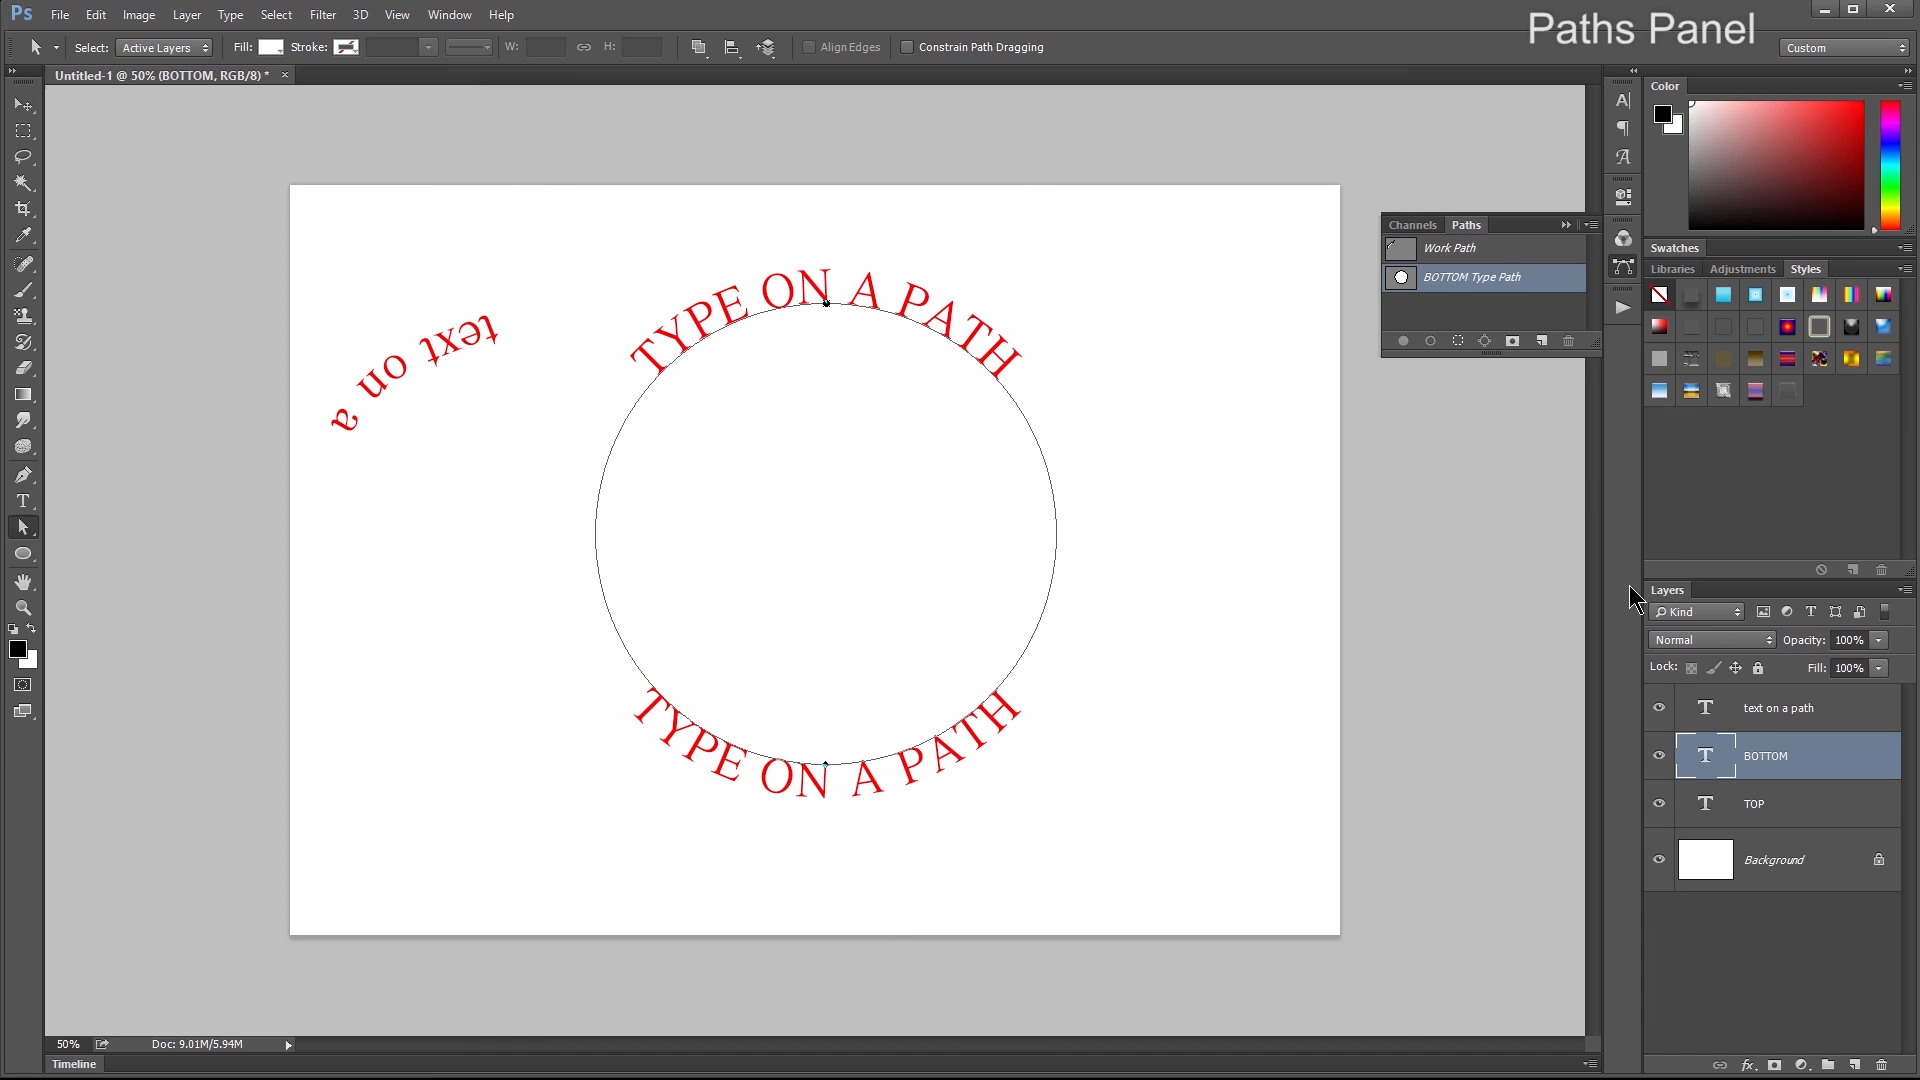 Ps File Edit Image Layer Type Select Filter 3D View Window Help
Paths Panel
Select: Active Layers Fill: Stroke: W: H: Align Edges Constrain Path Dragging Custom
Untitled-1 @ 50% (BOTTOM, RGB/8) * ×
Color
Channels Paths
Work Path
BOTTOM Type Path
Swatches
Libraries Adjustments Styles
TYPE ON A PATH
text on a
TYPE ON A PATH
Layers
Kind
Normal Opacity: 100%
Lock: Fill: 100%
text on a path
BOTTOM
TOP
Background
50% Doc: 9.01M/5.94M
Timeline